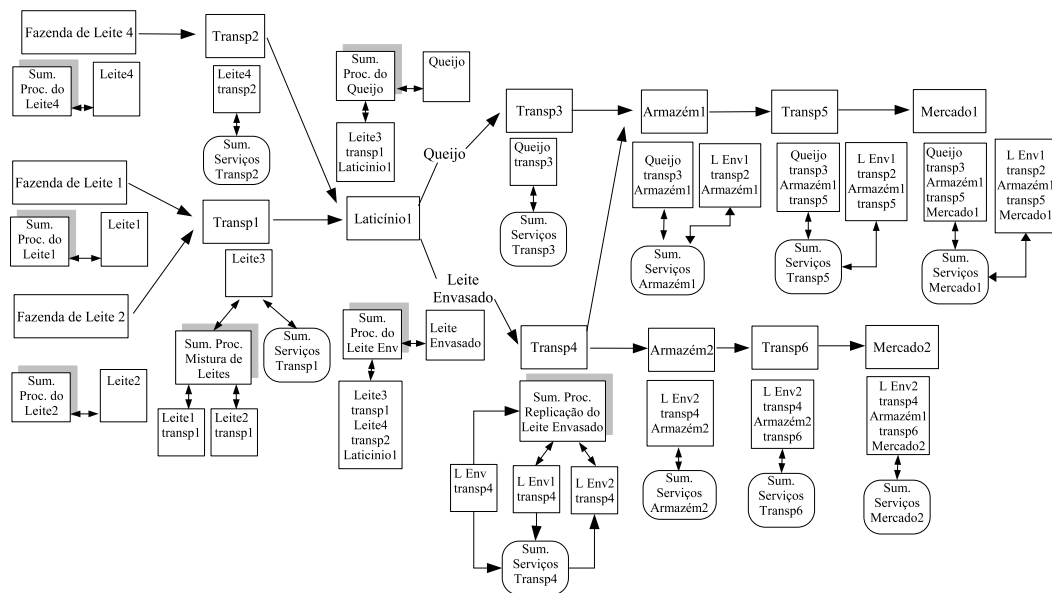 Fazenda de Leite 4
Transp2
Sum.
Proc. do
Leite4
Leite4
Leite4
transp2
Sum.
Serviços
Transp2
Sum.
Proc. do
Queijo
Queijo
Leite3
transp1
Laticinio1
Fazenda de Leite 1
Sum.
Proc. do
Leite1
Leite1
Fazenda de Leite 2
Sum.
Proc. do
Leite2
Leite2
Transp1
Leite3
Sum. Proc.
Mistura de
Leites
Sum.
Serviços
Transp1
Leite1
transp1
Leite2
transp1
Laticínio1
Queijo
Leite
Envasado
Sum.
Proc. do
Leite Env
Leite
Envasado
Leite3
transp1
Leite4
transp2
Laticinio1
Transp3
Queijo
transp3
Sum.
Serviços
Transp3
Armazém1
Queijo
transp3
Armazém1
L Env1
transp2
Armazém1
Sum.
Serviços
Armazém1
Transp5
Queijo
transp3
Armazém1
transp5
L Env1
transp2
Armazém1
transp5
Sum.
Serviços
Transp5
Mercado1
Queijo
transp3
Armazém1
transp5
Mercado1
L Env1
transp2
Armazém1
transp5
Mercado1
Sum.
Serviços
Mercado1
Transp4
Sum. Proc.
Replicação do
Leite Envasado
L Env
transp4
L Env1
transp4
L Env2
transp4
Sum.
Serviços
Transp4
Armazém2
L Env2
transp4
Armazém2
Sum.
Serviços
Armazém2
Transp6
L Env2
transp4
Armazém2
transp6
Sum.
Serviços
Transp6
Mercado2
L Env2
transp4
Armazém1
transp6
Mercado2
Sum.
Serviços
Mercado2